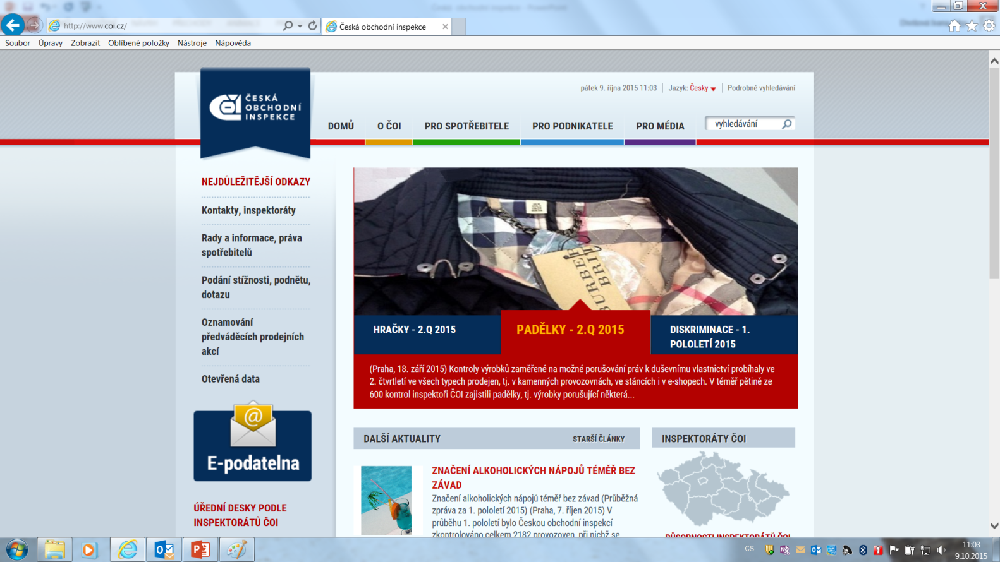 http://www.coi.cz/
Česká obchodní inspekce
Soubor Úpravy Zobrazit Oblíbené položky Nástroje Nápověda
pátek 9. října 2015 11:03 Jazyk: Česky Podrobné vyhledávání
ČESKÁ
OBCHODNÍ
INSPEKCE
DOMŮ O ČOI PRO SPOTŘEBITELE PRO PODNIKATELE PRO MÉDIA vyhledávání
NEJDŮLEŽITĚJŠÍ ODKAZY
Kontakty, inspektoráty
Rady a informace, práva
spotřebitelů
Podání stížnosti, podnětu,
dotazu
Oznamování
předváděcích prodejních
akcí
Otevřená data
E-podatelna
ÚŘEDNÍ DESKY PODLE
INSPEKTORÁTŮ ČOI
HRAČKY - 2.Q 2015
PADĚLKY - 2.Q 2015
DISKRIMINACE - 1.
POLOLETÍ 2015
(Praha, 18. září 2015) Kontroly výrobků zaměřené na možné porušování práv k duševnímu vlastnictví probíhaly ve
2. čtvrtletí ve všech typech prodejen, tj. v kamenných provozovnách, ve stáncích i v e-shopech. V téměř pětině ze
600 kontrol inspektoři ČOI zajistili padělky, tj. výrobky porušující některá...
DALŠÍ AKTUALITY STARŠÍ ČLÁNKY
ZNAČENÍ ALKOHOLICKÝCH NÁPOJŮ TÉMĚŘ BEZ
ZÁVAD
Značení alkoholických nápojů téměř bez závad (Průběžná
zpráva za 1. pololetí 2015) (Praha, 7. říjen 2015) V
průběhu 1. pololetí bylo Českou obchodní inspekcí
zkontrolováno celkem 2182 provozoven, při nichž se
INSPEKTORÁTY ČOI
PŮSOBNOSTI INSPEKTORÁTŮ ČOI
CS
11:03
9.10.2015